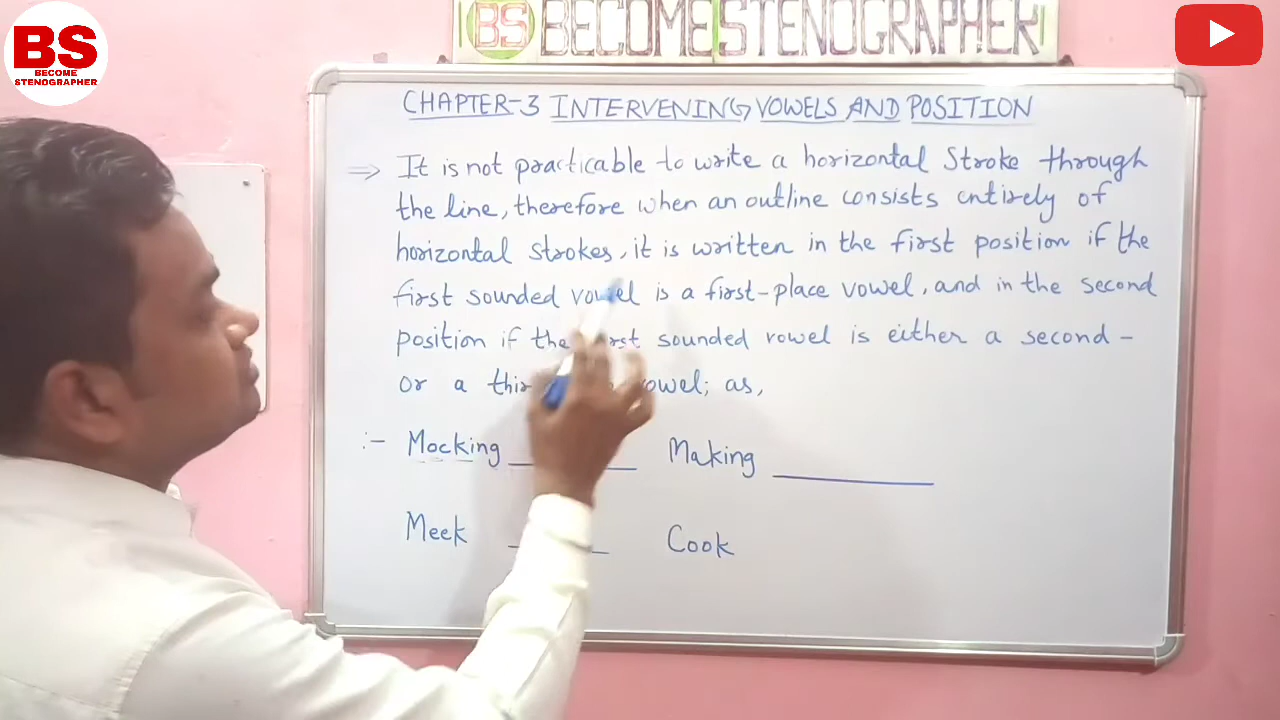 BS
BECOME
STENOGRAPHER
BS BECOME STENOGRAPHER
CHAPTER-3 INTERVENING VOWELS AND POSITION
⇒ It is not practicable to write a horizontal stroke through
the line, therefore when an outline consists entirely of
horizontal strokes, it is written in the first position if the
first sounded vowel is a first-place vowel, and in the second
position if the sounded vowel is either a second-
or a vowel; as,
:- Mocking Making
Meek Cook